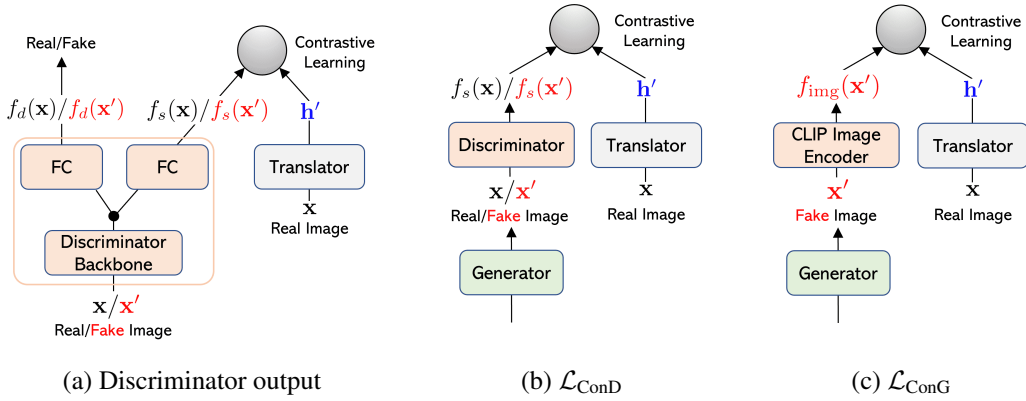 Real/Fake
Contrastive
Learning
f_d(x)/f_d(x′)
f_s(x)/f_s(x′)
h′
FC
FC
Translator
x
Real Image
Discriminator
Backbone
x/x′
Real/Fake Image
(a) Discriminator output
Contrastive
Learning
f_s(x)/f_s(x′)
h′
Discriminator
Translator
x/x′
x
Real/Fake Image
Real Image
Generator
(b) ℒ_ConD
Contrastive
Learning
f_img(x′)
h′
CLIP Image
Encoder
Translator
x′
x
Fake Image
Real Image
Generator
(c) ℒ_ConG